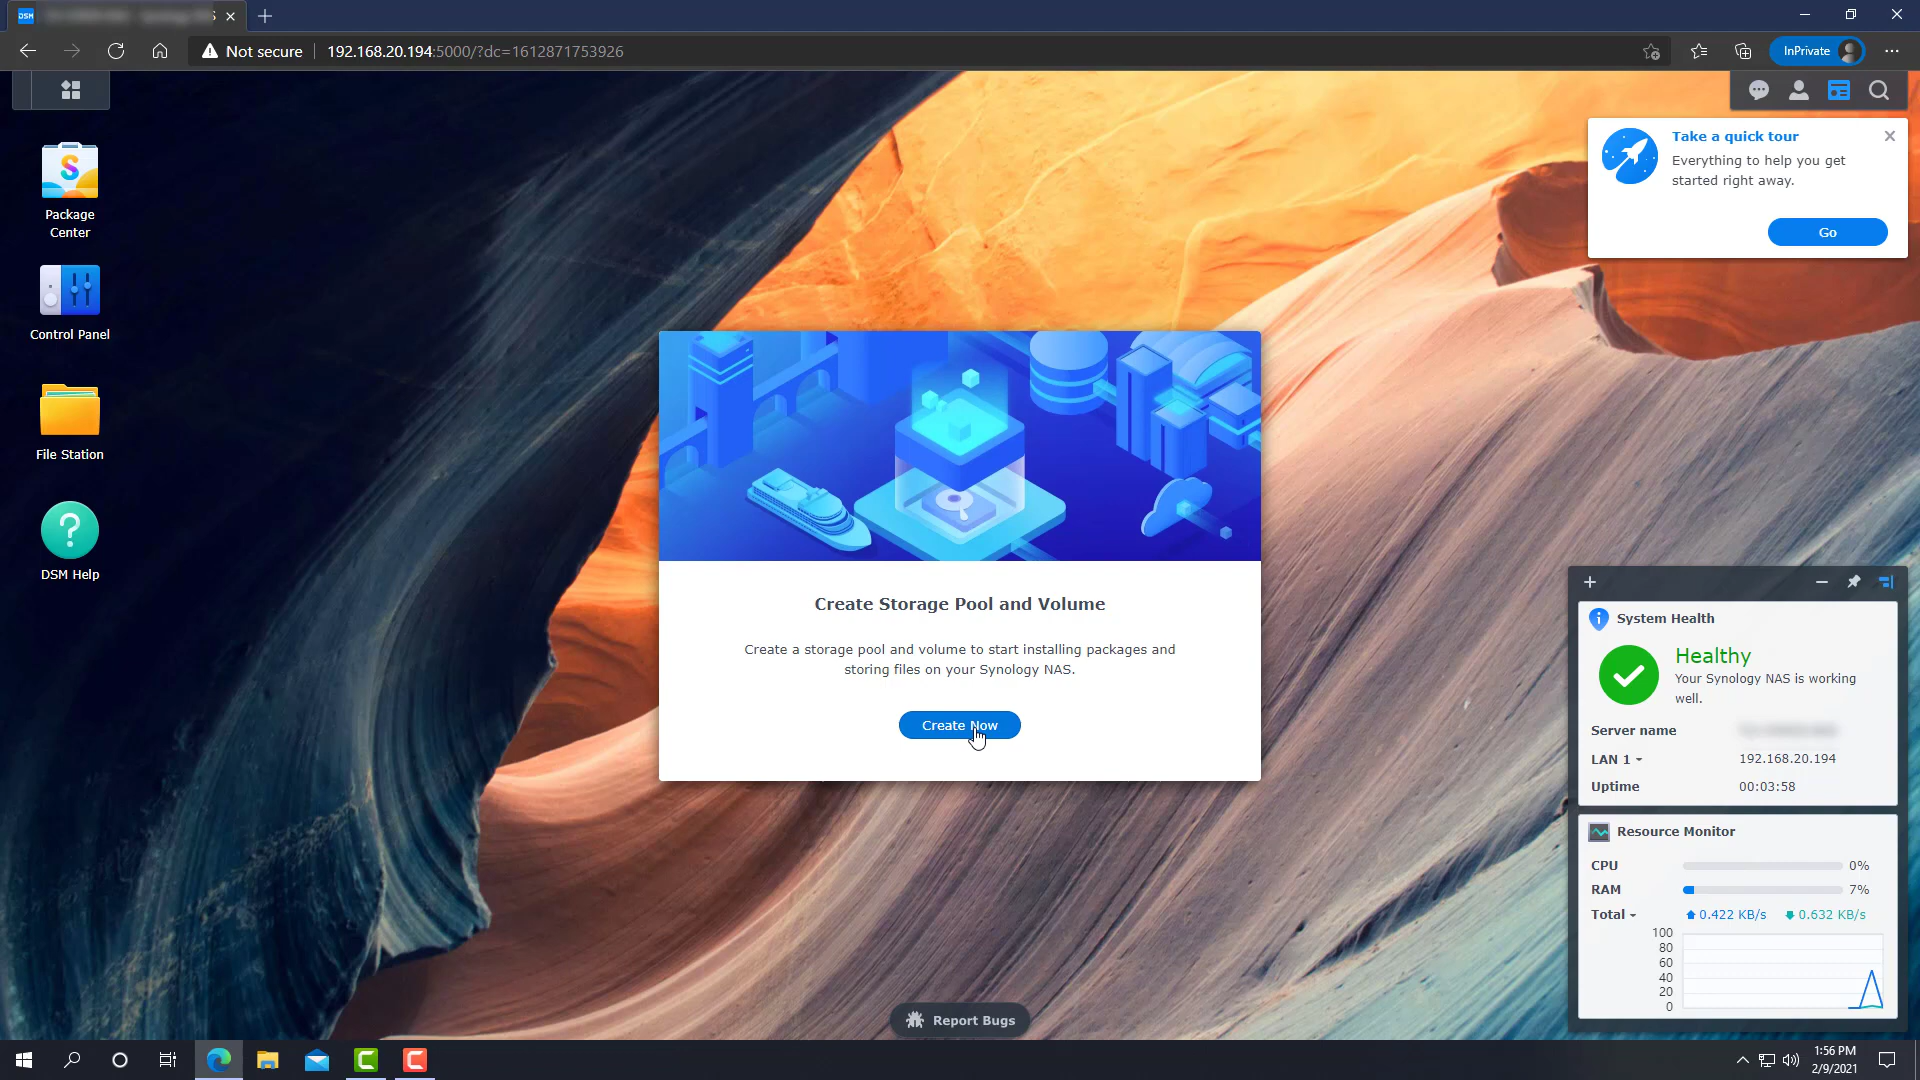 DSM
Not secure
192.168.20.194:5000/?dc=1612871753926
InPrivate
S
Package
Center
Control Panel
File Station
?
DSM Help
Take a quick tour
Everything to help you get
started right away.
Go
Create Storage Pool and Volume
Create a storage pool and volume to start installing packages and
storing files on your Synology NAS.
Create Now
System Health
Healthy
Your Synology NAS is working
well.
Server name
LAN 1
192.168.20.194
Uptime
00:03:58
Resource Monitor
CPU
0%
RAM
7%
Total
0.422 KB/s
0.632 KB/s
100
80
60
40
20
0
Report Bugs
1:56 PM
2/9/2021